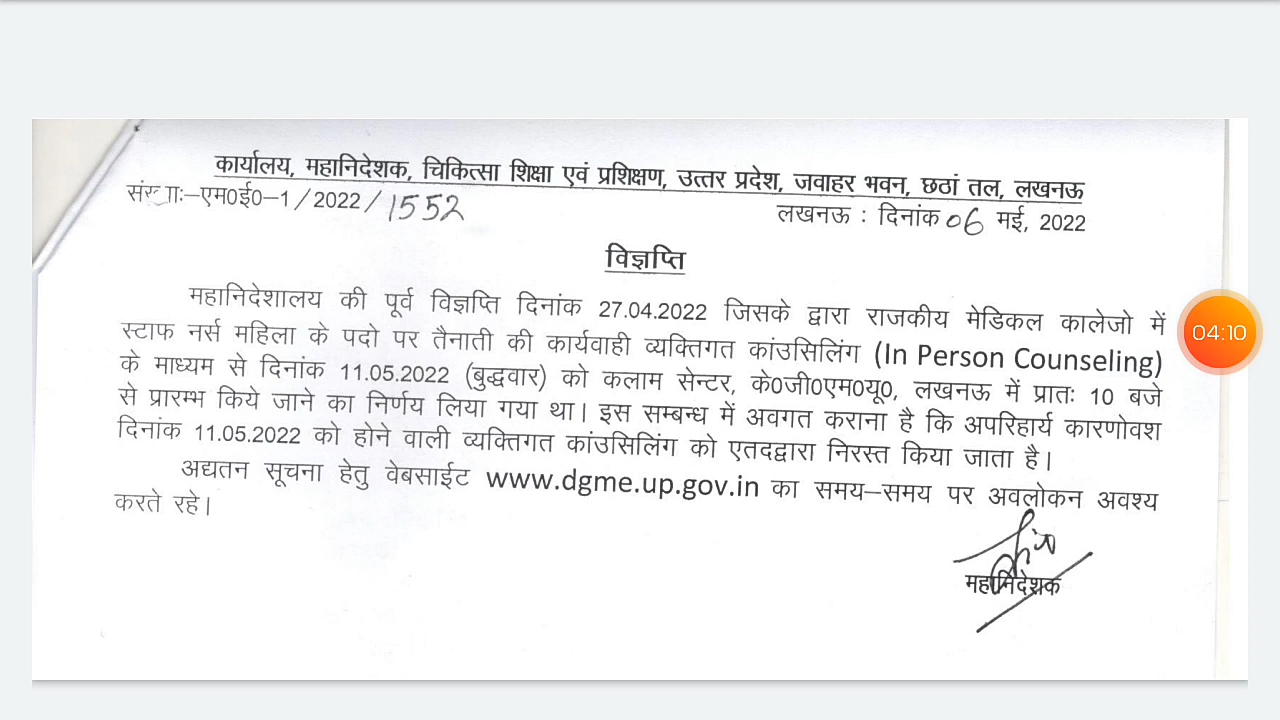 कार्यालय, महानिदेशक, चिकित्सा शिक्षा एवं प्रशिक्षण, उत्तर प्रदेश, जवाहर भवन, छठां तल, लखनऊ
संख्याः–एम0ई0–1/2022/1552 लखनऊ : दिनांक 06 मई, 2022
विज्ञप्ति
महानिदेशालय की पूर्व विज्ञप्ति दिनांक 27.04.2022 जिसके द्वारा राजकीय मेडिकल कालेजो में
स्टाफ नर्स महिला के पदो पर तैनाती की कार्यवाही व्यक्तिगत कांउसिलिंग (In Person Counseling)
के माध्यम से दिनांक 11.05.2022 (बुद्धवार) को कलाम सेन्टर, के0जी0एम0यू0, लखनऊ में प्रातः 10 बजे
से प्रारम्भ किये जाने का निर्णय लिया गया था। इस सम्बन्ध में अवगत कराना है कि अपरिहार्य कारणोवश
दिनांक 11.05.2022 को होने वाली व्यक्तिगत कांउसिलिंग को एतदद्वारा निरस्त किया जाता है।
अद्यतन सूचना हेतु वेबसाईट www.dgme.up.gov.in का समय–समय पर अवलोकन अवश्य
करते रहे।
महानिदेशक
04:10